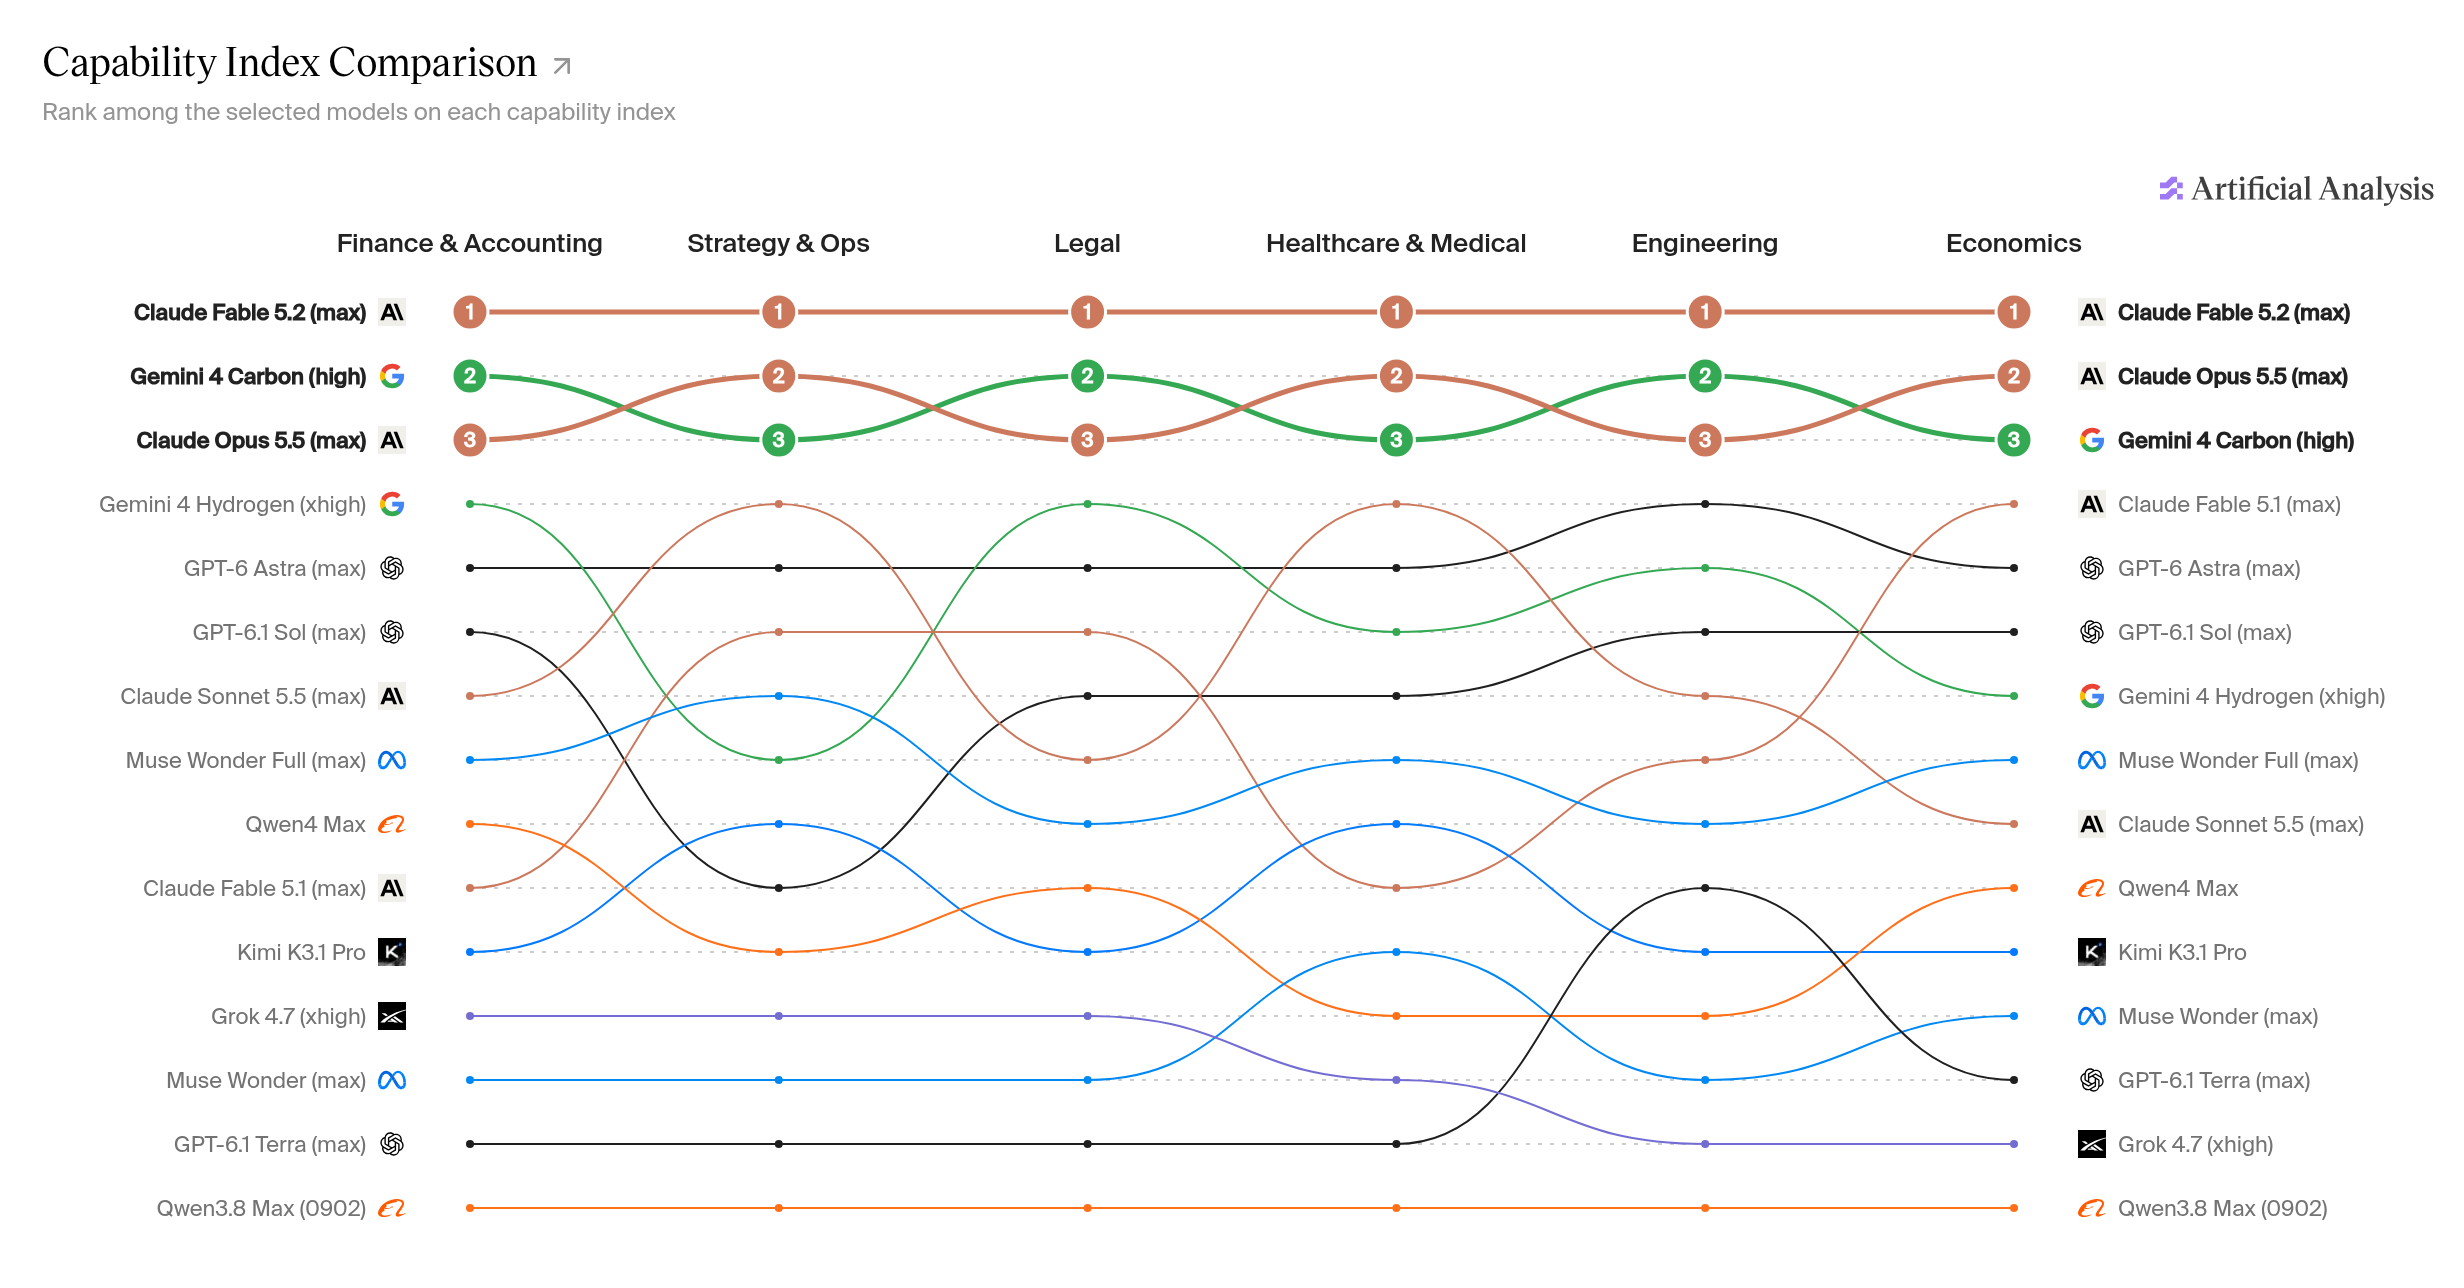 Capability Index Comparison
Rank among the selected models on each capability index
Artificial Analysis
Finance & Accounting Strategy & Ops Legal Healthcare & Medical Engineering Economics
Claude Fable 5.2 (max) 1 1 1 1 1 1 Claude Fable 5.2 (max)
Gemini 4 Carbon (high) 2 2 2 2 2 2 Claude Opus 5.5 (max)
Claude Opus 5.5 (max) 3 3 3 3 3 3 Gemini 4 Carbon (high)
Gemini 4 Hydrogen (xhigh) Claude Fable 5.1 (max)
GPT-6 Astra (max) GPT-6 Astra (max)
GPT-6.1 Sol (max) GPT-6.1 Sol (max)
Claude Sonnet 5.5 (max) Gemini 4 Hydrogen (xhigh)
Muse Wonder Full (max) Muse Wonder Full (max)
Qwen4 Max Claude Sonnet 5.5 (max)
Claude Fable 5.1 (max) Qwen4 Max
Kimi K3.1 Pro Kimi K3.1 Pro
Grok 4.7 (xhigh) Muse Wonder (max)
Muse Wonder (max) GPT-6.1 Terra (max)
GPT-6.1 Terra (max) Grok 4.7 (xhigh)
Qwen3.8 Max (0902) Qwen3.8 Max (0902)